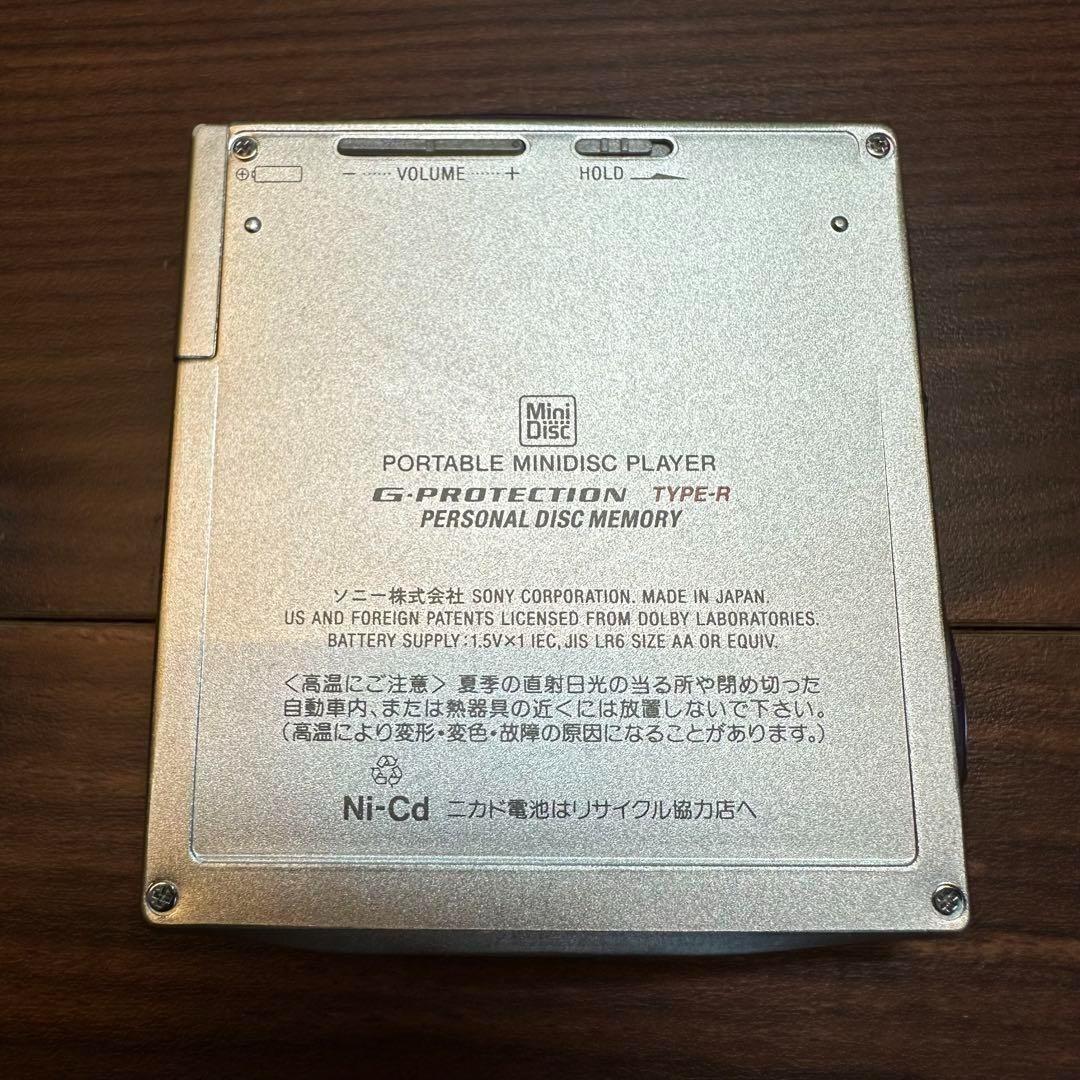 ⊕ − ······ VOLUME ······ + HOLD
Mini
Disc
PORTABLE MINIDISC PLAYER
G·PROTECTION TYPE-R
PERSONAL DISC MEMORY
ソニー株式会社 SONY CORPORATION. MADE IN JAPAN.
US AND FOREIGN PATENTS LICENSED FROM DOLBY LABORATORIES.
BATTERY SUPPLY:1.5V×1 IEC, JIS LR6 SIZE AA OR EQUIV.
〈高温にご注意〉夏季の直射日光の当る所や閉め切った
自動車内、または熱器具の近くには放置しないで下さい。
(高温により変形・変色・故障の原因になることがあります。)
Ni-Cd ニカド電池はリサイクル協力店へ